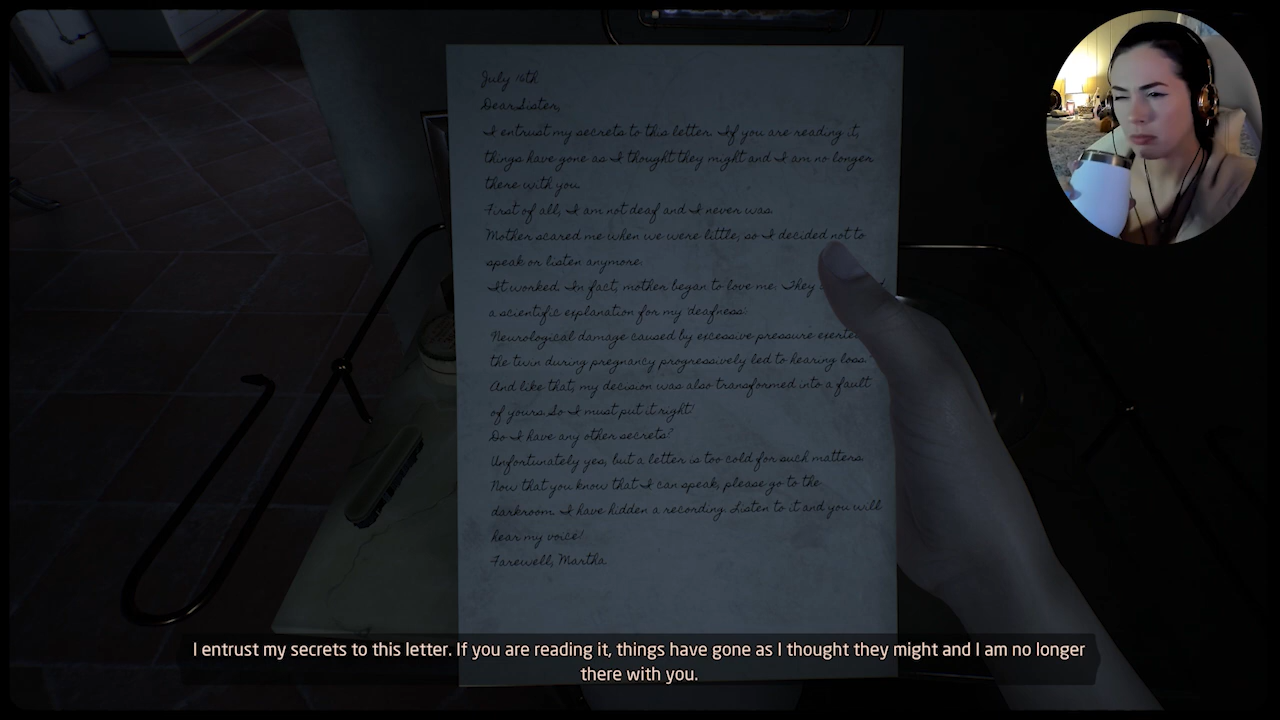 July 16th
Dear Sister,
I entrust my secrets to this letter. If you are reading it,
things have gone as I thought they might and I am no longer
there with you.
First of all, I am not deaf and I never was.
Mother scared me when we were little, so I decided not to
speak or listen anymore.
It worked. In fact, mother began to love me. They
a scientific explanation for my deafness:
Neurological damage caused by excessive pressure
the twin during pregnancy progressively led to hearing loss.
And like that, my decision was also transformed into a fault
of yours. So I must put it right!
Do I have any other secrets?
Unfortunately yes, but a letter is too cold for such matters.
Now that you know that I can speak, please go to the
darkroom. I have hidden a recording. Listen to it and you will
hear my voice!
Farewell, Martha
I entrust my secrets to this letter. If you are reading it, things have gone as I thought they might and I am no longer
there with you.